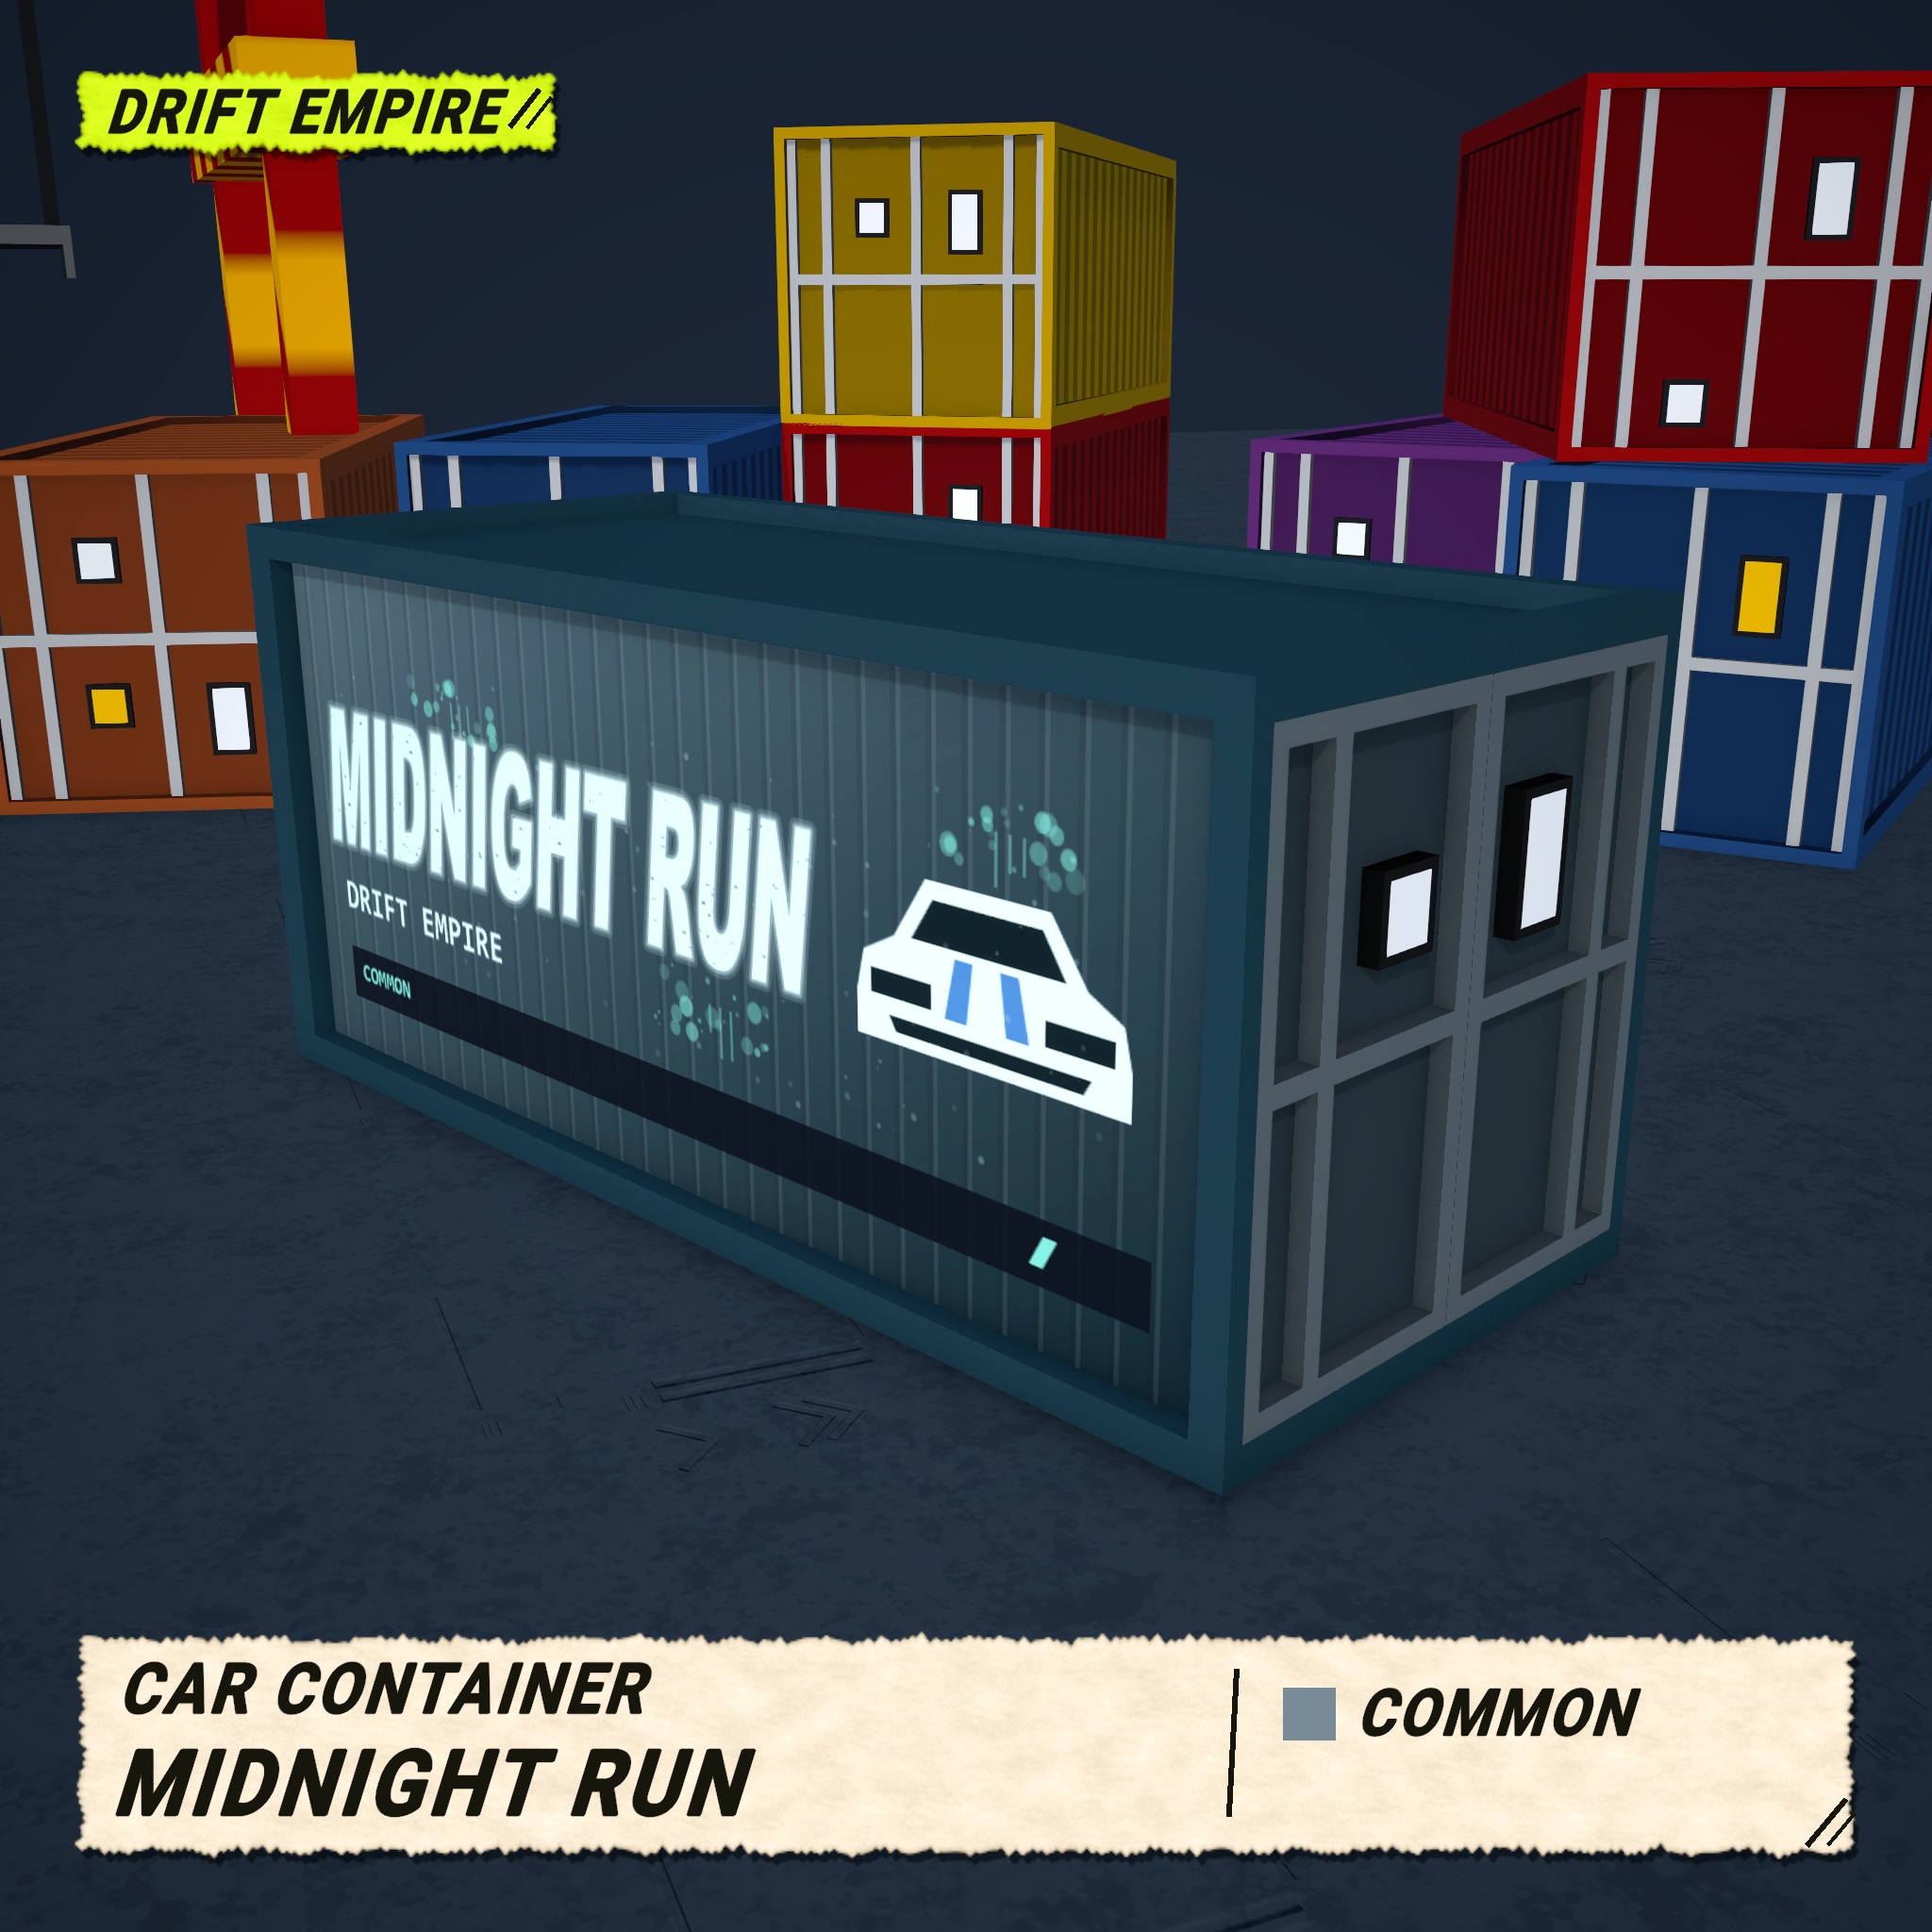 DRIFT EMPIRE//
MIDNIGHT RUN
DRIFT EMPIRE
COMMON
CAR CONTAINER
MIDNIGHT RUN
COMMON